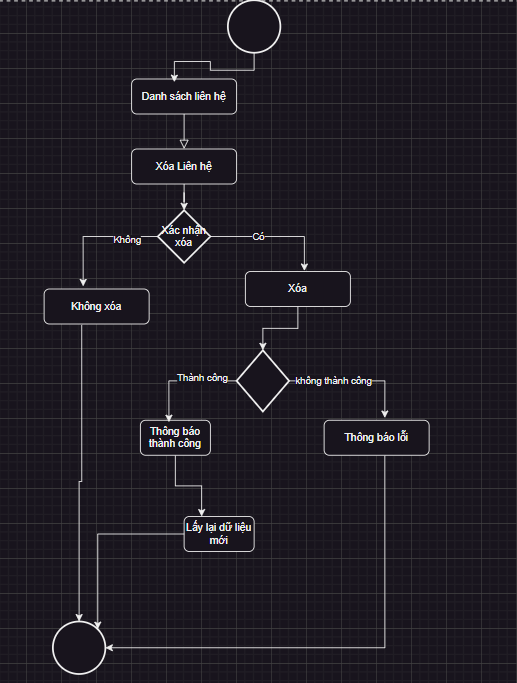 Danh sách liên hệ
Xóa Liên hệ
Xác nhận
xóa
Không
Có
Xóa
Không xóa
Thành công
không thành công
Thông báo
thành công
Thông báo lỗi
Lấy lại dữ liệu
mới